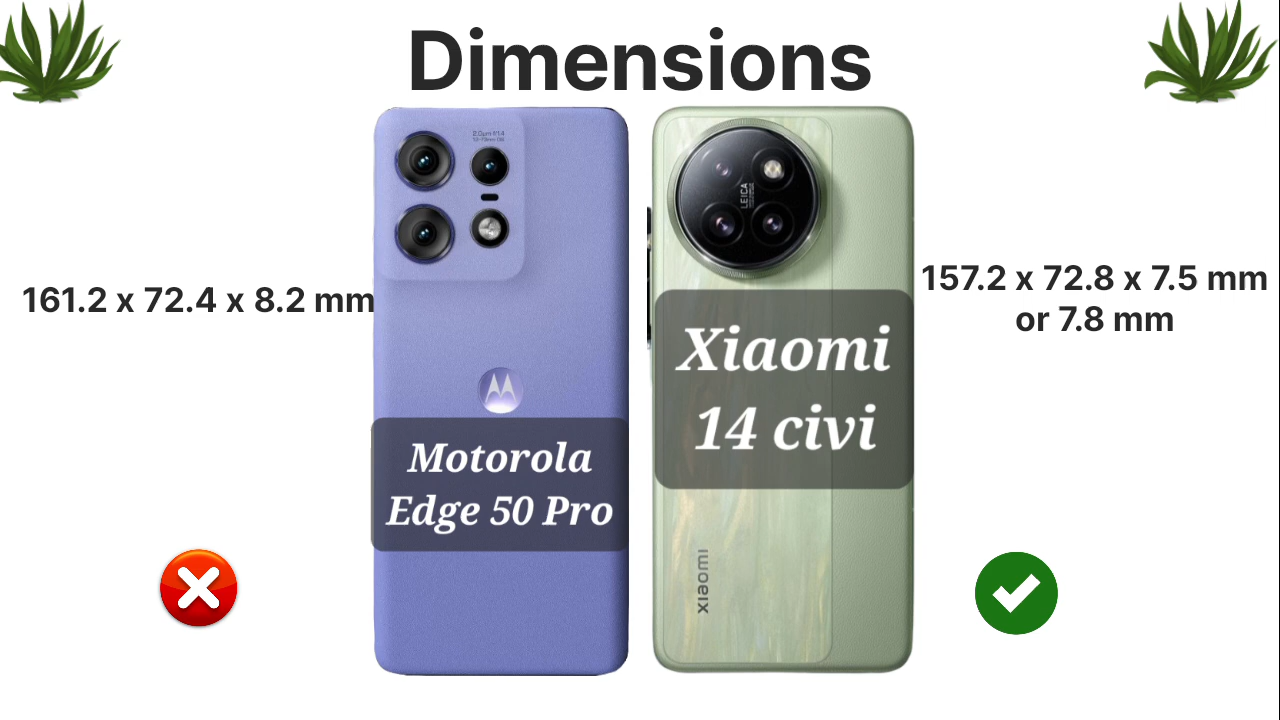 Dimensions
161.2 x 72.4 x 8.2 mm
Motorola
Edge 50 Pro
LEICA
Xiaomi
14 civi
xiaomi
157.2 x 72.8 x 7.5 mm
or 7.8 mm